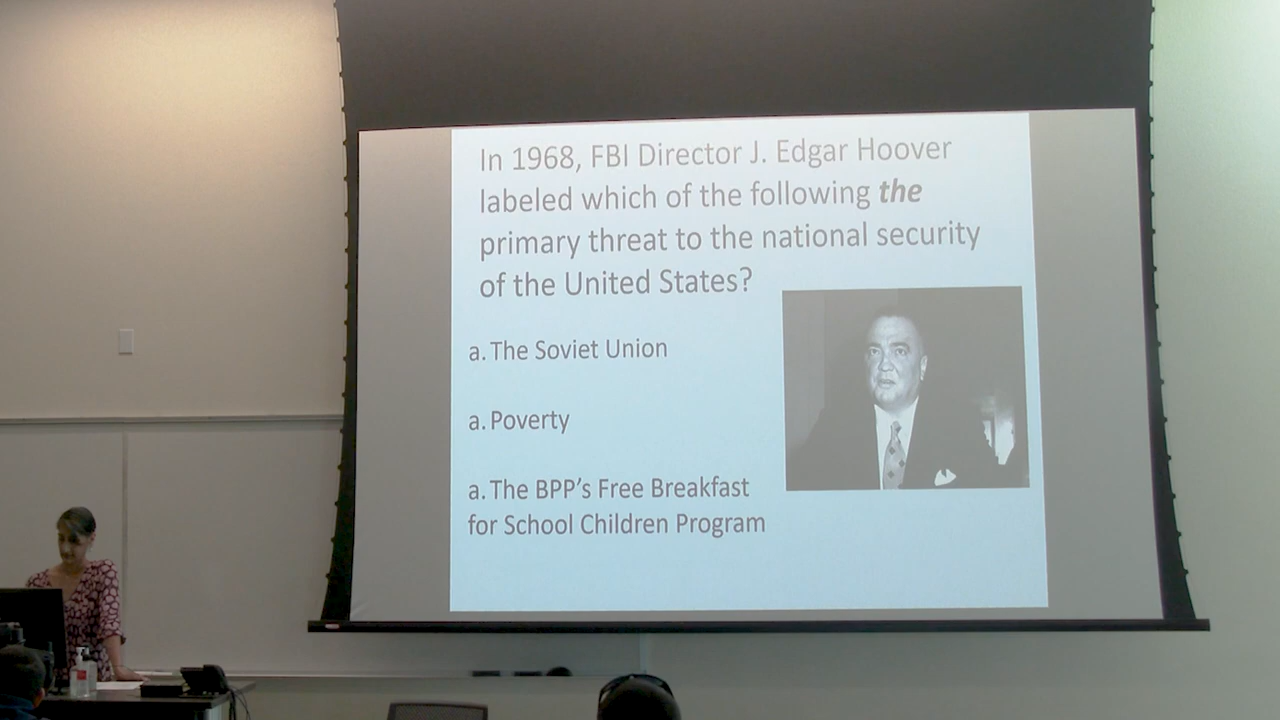 In 1968, FBI Director J. Edgar Hoover
labeled which of the following the
primary threat to the national security
of the United States?
a. The Soviet Union
a. Poverty
a. The BPP's Free Breakfast
for School Children Program